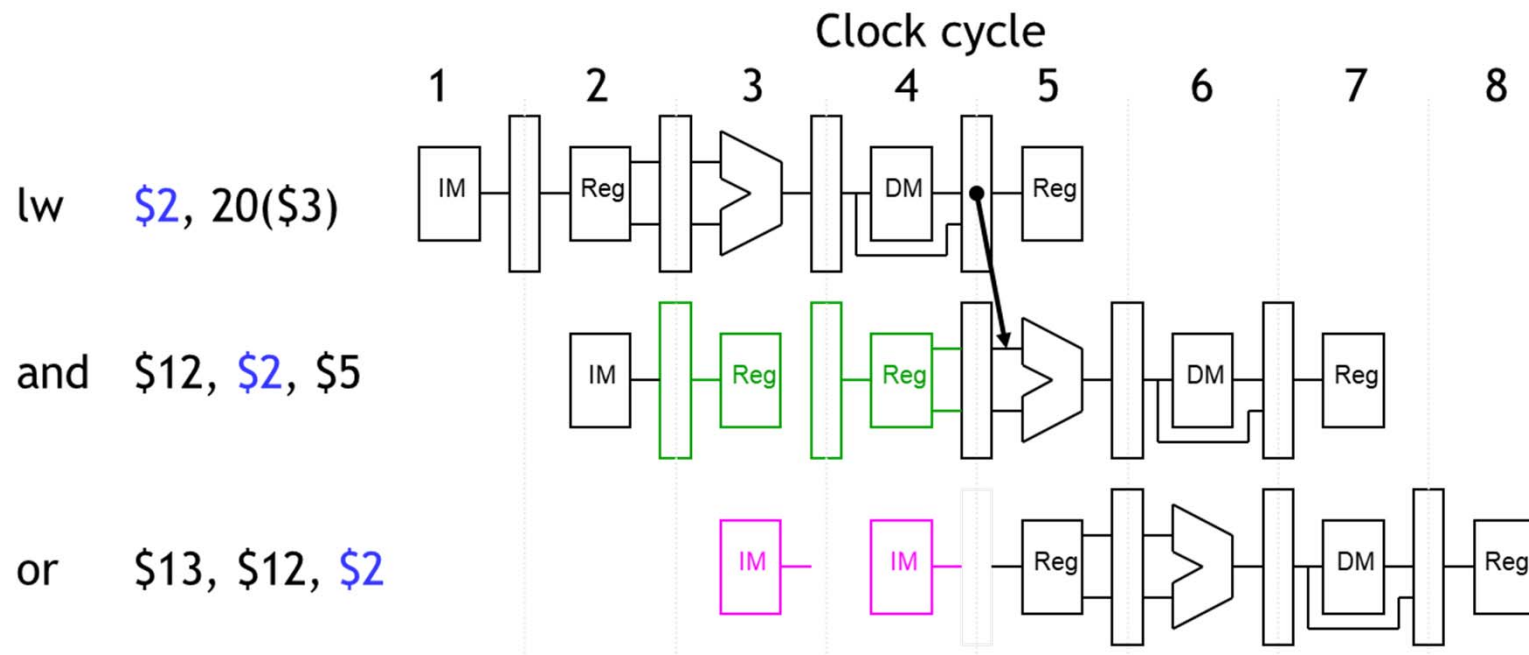 Clock cycle
1 2 3 4 5 6 7 8
lw $2, 20($3) IM Reg DM Reg
and $12, $2, $5 IM Reg Reg DM Reg
or $13, $12, $2 IM IM Reg DM Reg